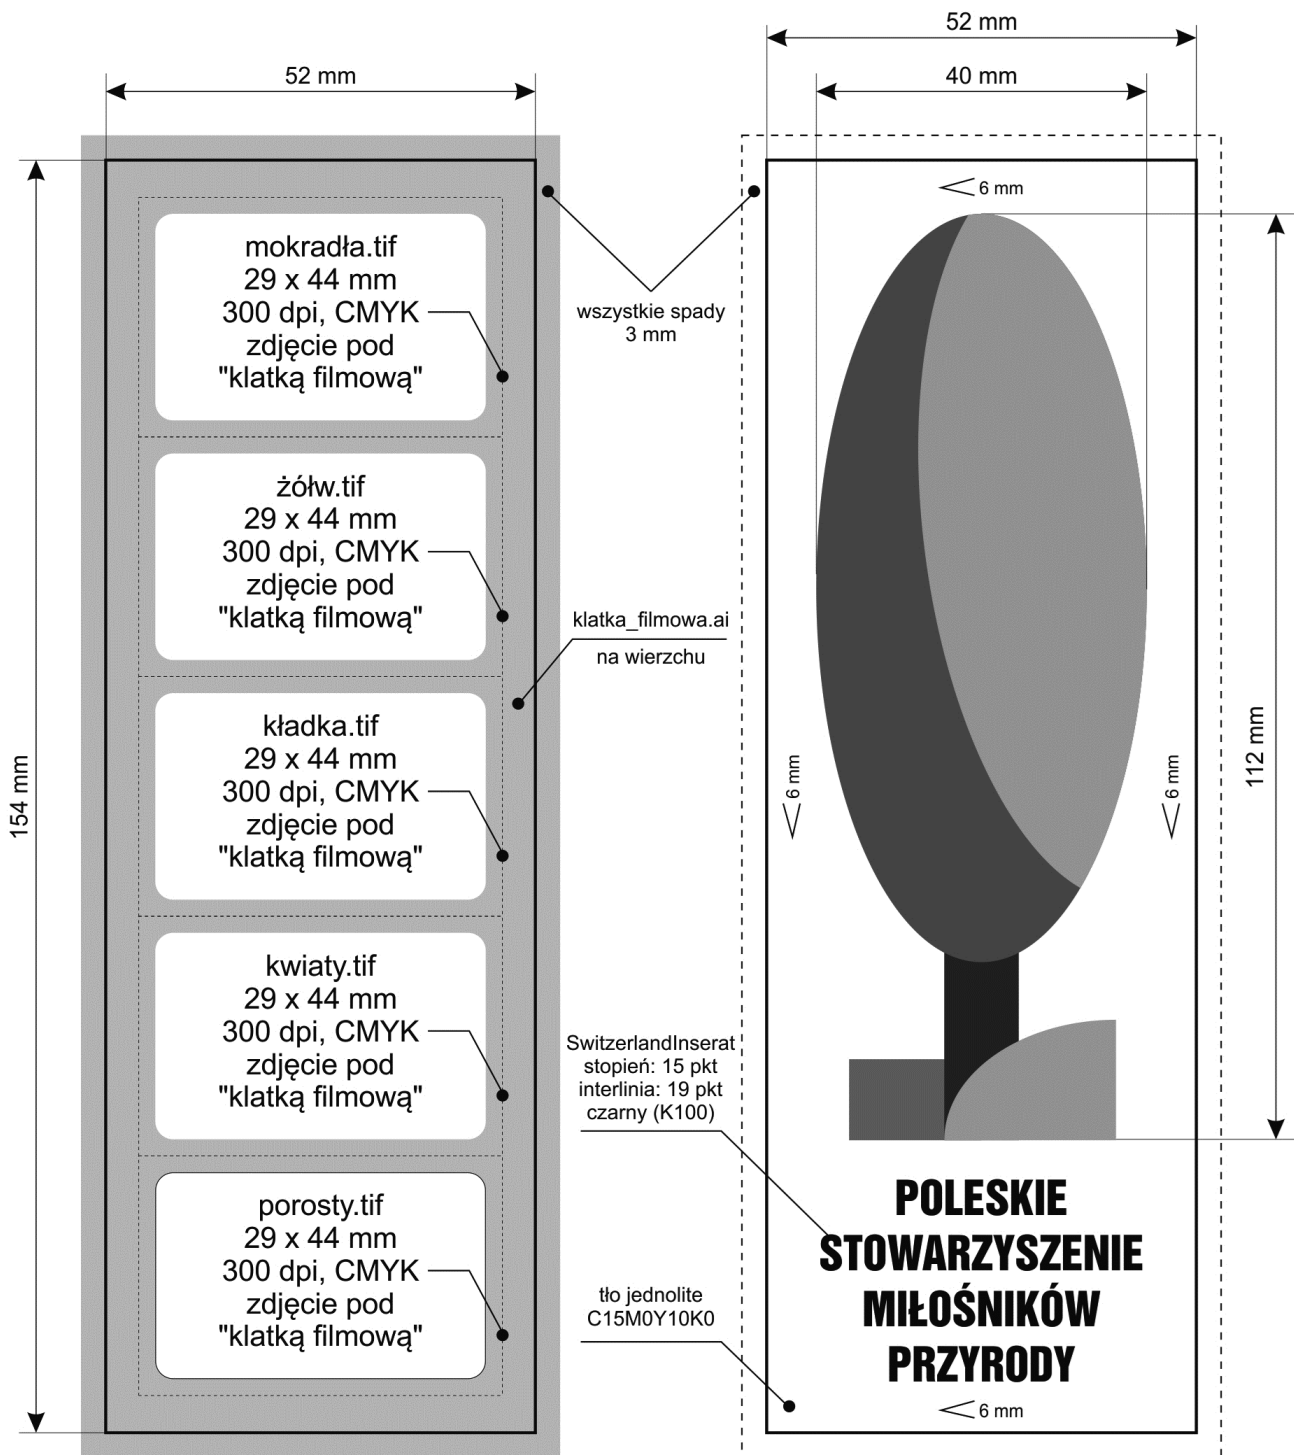 52 mm
52 mm
40 mm
6 mm
mokradła.tif
29 x 44 mm
300 dpi, CMYK
zdjęcie pod
"klatką filmową"
wszystkie spady
3 mm
żółw.tif
29 x 44 mm
300 dpi, CMYK
zdjęcie pod
"klatką filmową"
klatka_filmowa.ai
na wierzchu
kładka.tif
29 x 44 mm
300 dpi, CMYK
zdjęcie pod
"klatką filmową"
154 mm
6 mm
6 mm
112 mm
kwiaty.tif
29 x 44 mm
300 dpi, CMYK
zdjęcie pod
"klatką filmową"
SwitzerlandInserat
stopień: 15 pkt
interlinia: 19 pkt
czarny (K100)
porosty.tif
29 x 44 mm
300 dpi, CMYK
zdjęcie pod
"klatką filmową"
tło jednolite
C15M0Y10K0
POLESKIE
STOWARZYSZENIE
MIŁOŚNIKÓW
PRZYRODY
6 mm